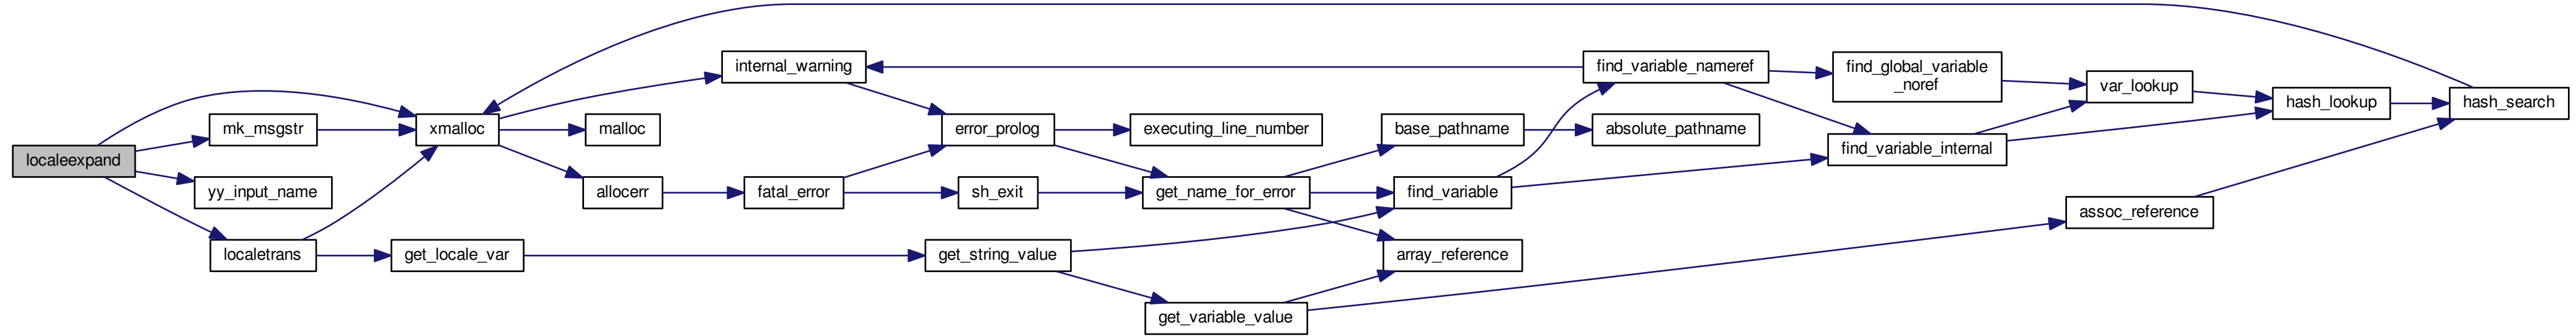 localeexpand
mk_msgstr
yy_input_name
localetrans
xmalloc
get_locale_var
malloc
allocerr
internal_warning
fatal_error
error_prolog
sh_exit
get_string_value
executing_line_number
get_name_for_error
get_variable_value
base_pathname
find_variable
array_reference
absolute_pathname
find_variable_nameref
find_global_variable
_noref
find_variable_internal
var_lookup
assoc_reference
hash_lookup
hash_search